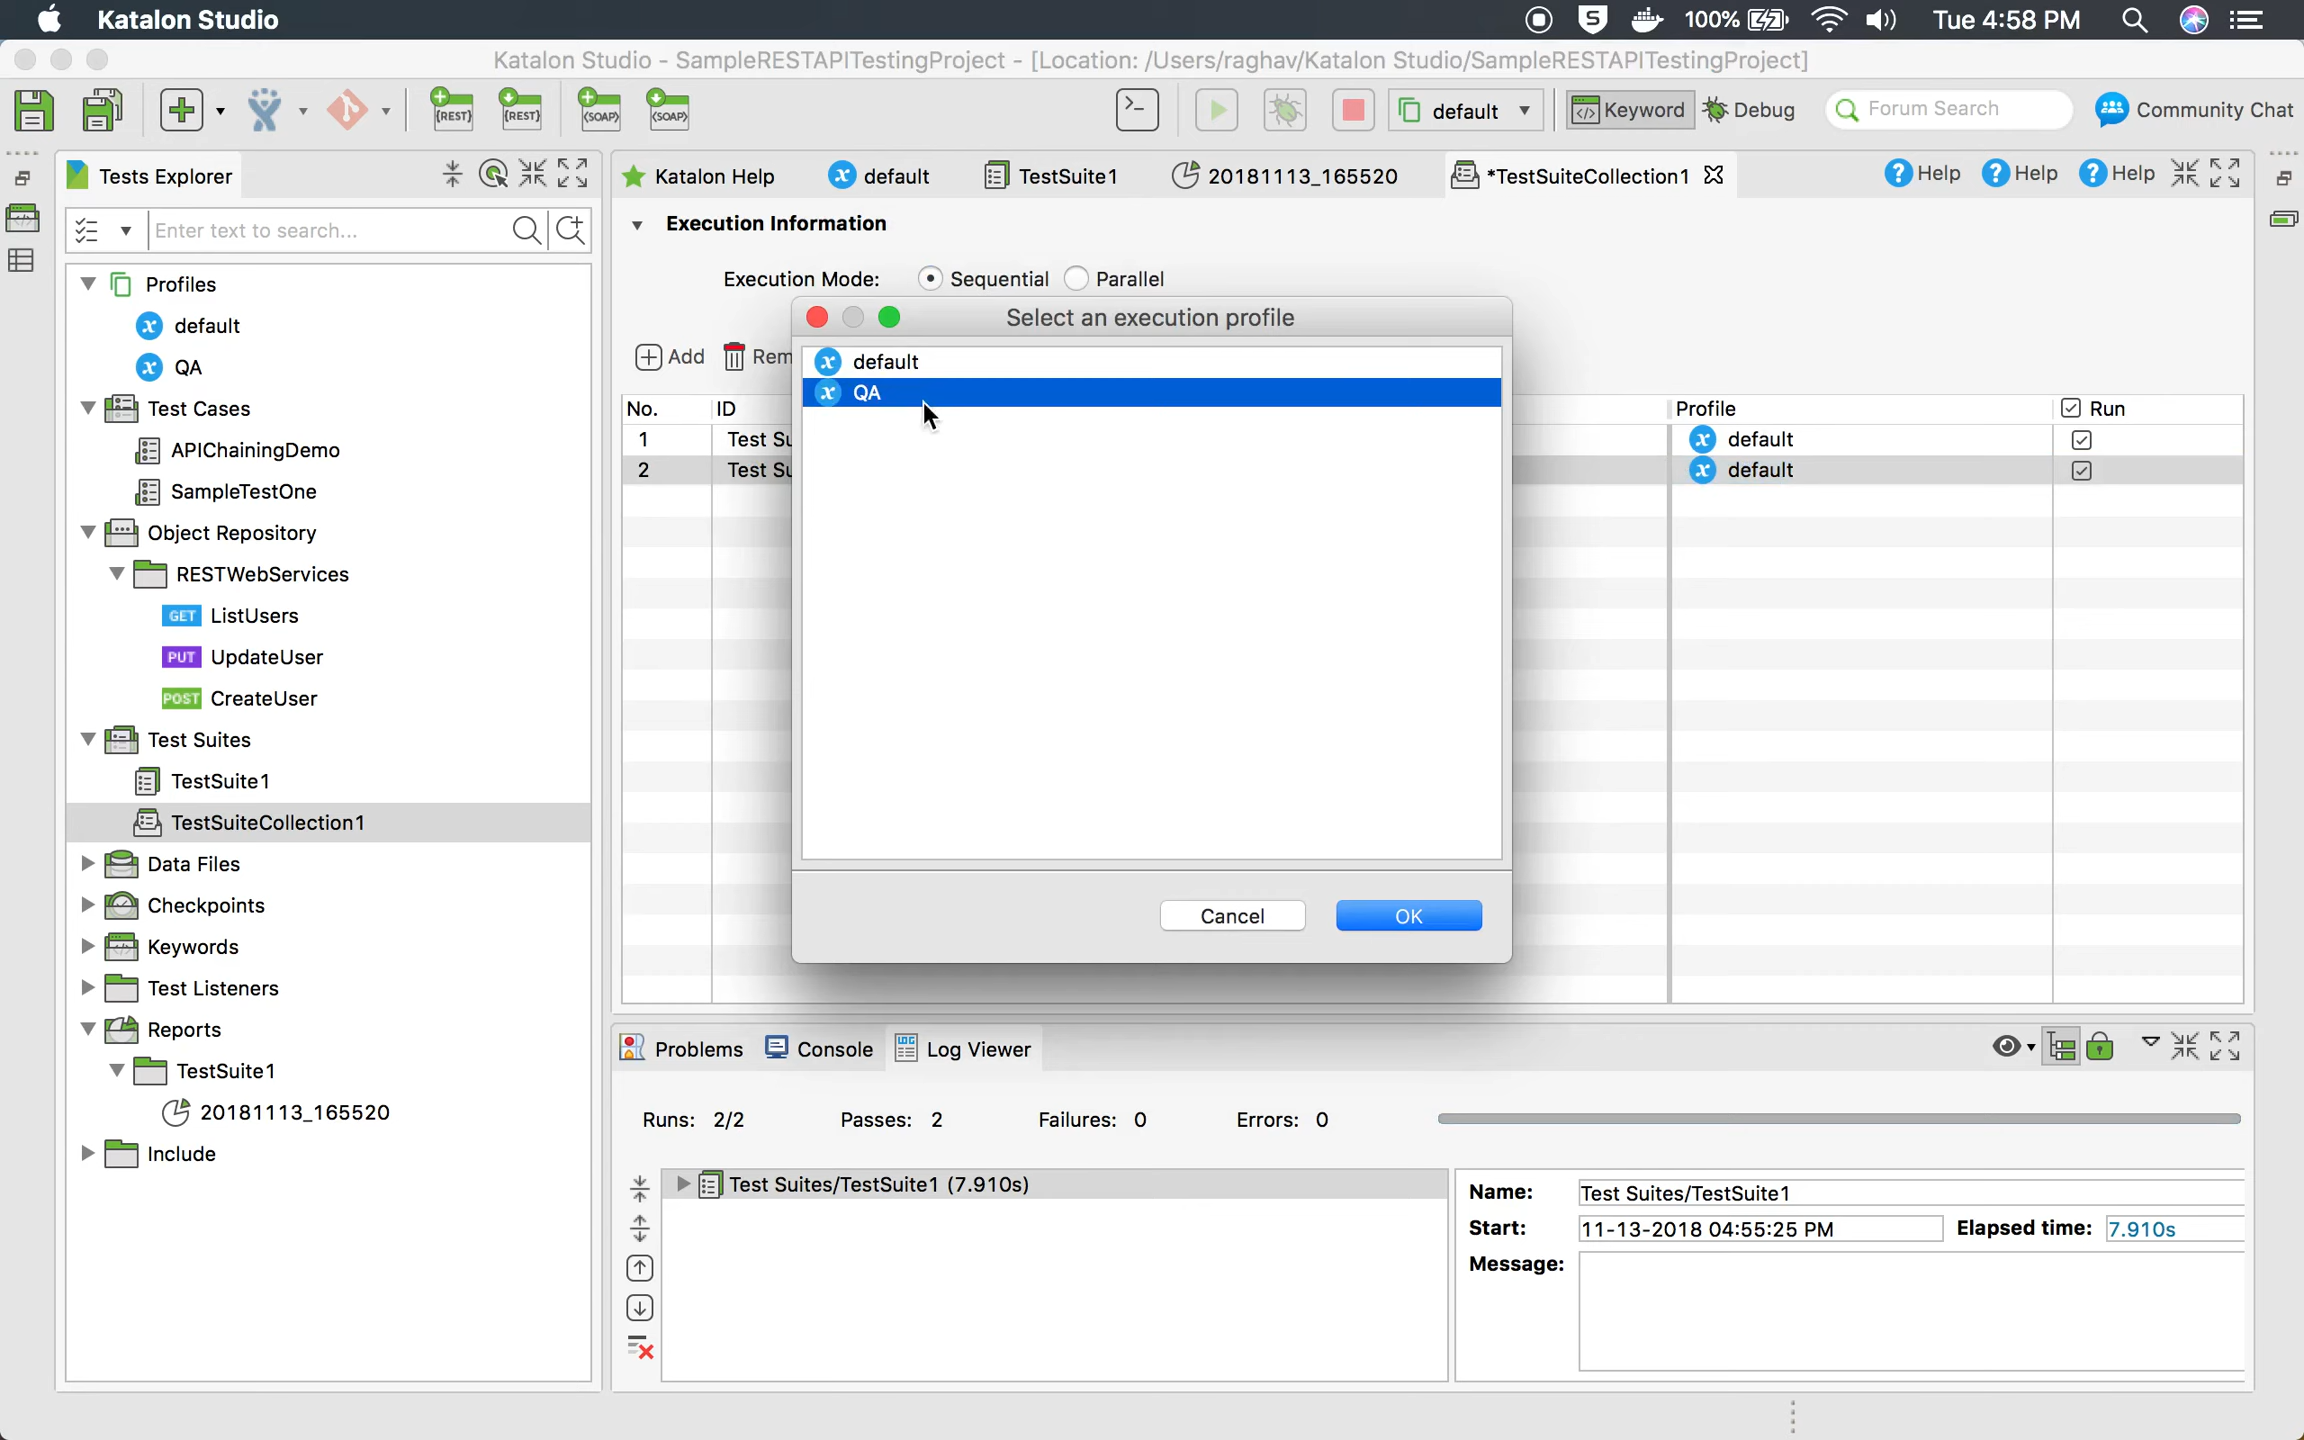 Katalon Studio
100%
Tue 4:58 PM
Katalon Studio - SampleRESTAPITestingProject - [Location: /Users/raghav/Katalon Studio/SampleRESTAPITestingProject]
{REST}
{REST}
<SOAP>
<SOAP>
default
Keyword
Debug
Forum Search
Community Chat
Tests Explorer
Katalon Help
default
TestSuite1
20181113_165520
*TestSuiteCollection1
Help
Help
Help
Enter text to search...
Execution Information
Execution Mode:
Sequential
Parallel
Add
Rem
Select an execution profile
default
QA
Cancel
OK
No.
ID
Profile
Run
1
Test Su
default
2
Test Su
default
Profiles
default
QA
Test Cases
APIChainingDemo
SampleTestOne
Object Repository
RESTWebServices
GET ListUsers
PUT UpdateUser
POST CreateUser
Test Suites
TestSuite1
TestSuiteCollection1
Data Files
Checkpoints
Keywords
Test Listeners
Reports
TestSuite1
20181113_165520
Include
Problems
Console
Log Viewer
Runs: 2/2
Passes: 2
Failures: 0
Errors: 0
Test Suites/TestSuite1 (7.910s)
Name: Test Suites/TestSuite1
Start: 11-13-2018 04:55:25 PM
Elapsed time: 7.910s
Message: